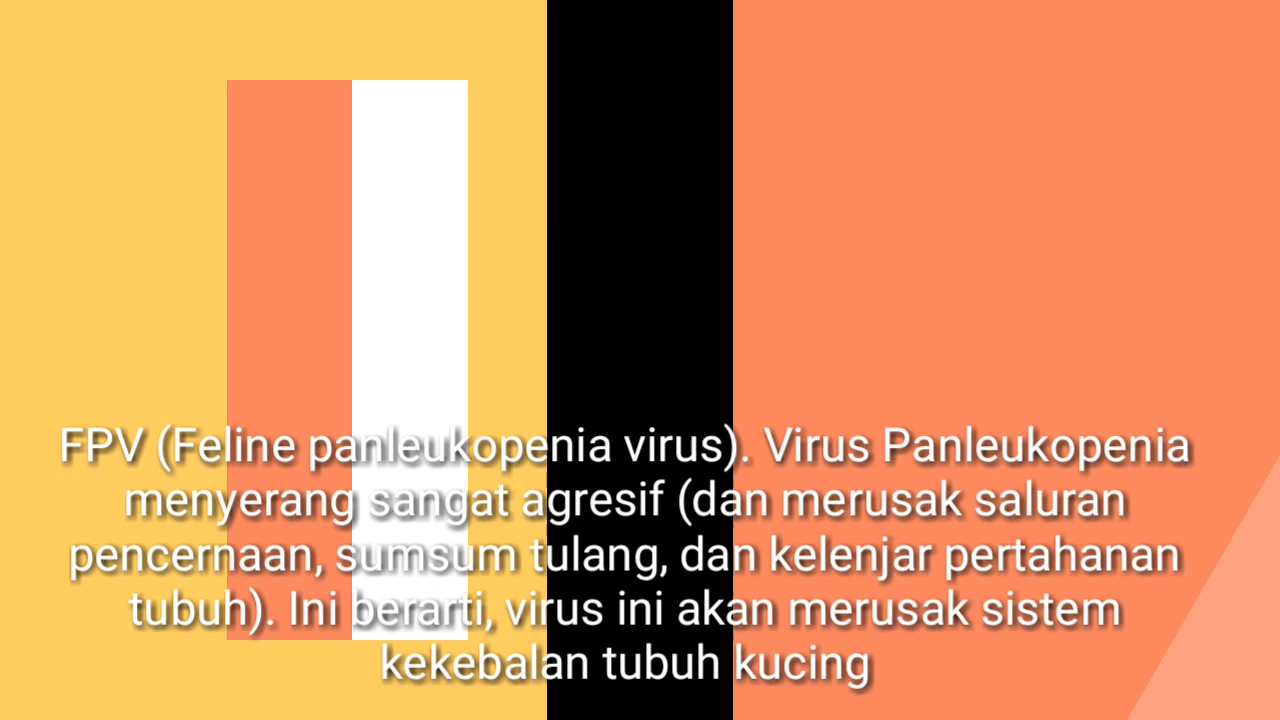 FPV (Feline panleukopenia virus). Virus Panleukopenia
menyerang sangat agresif (dan merusak saluran
pencernaan, sumsum tulang, dan kelenjar pertahanan
tubuh). Ini berarti, virus ini akan merusak sistem
kekebalan tubuh kucing